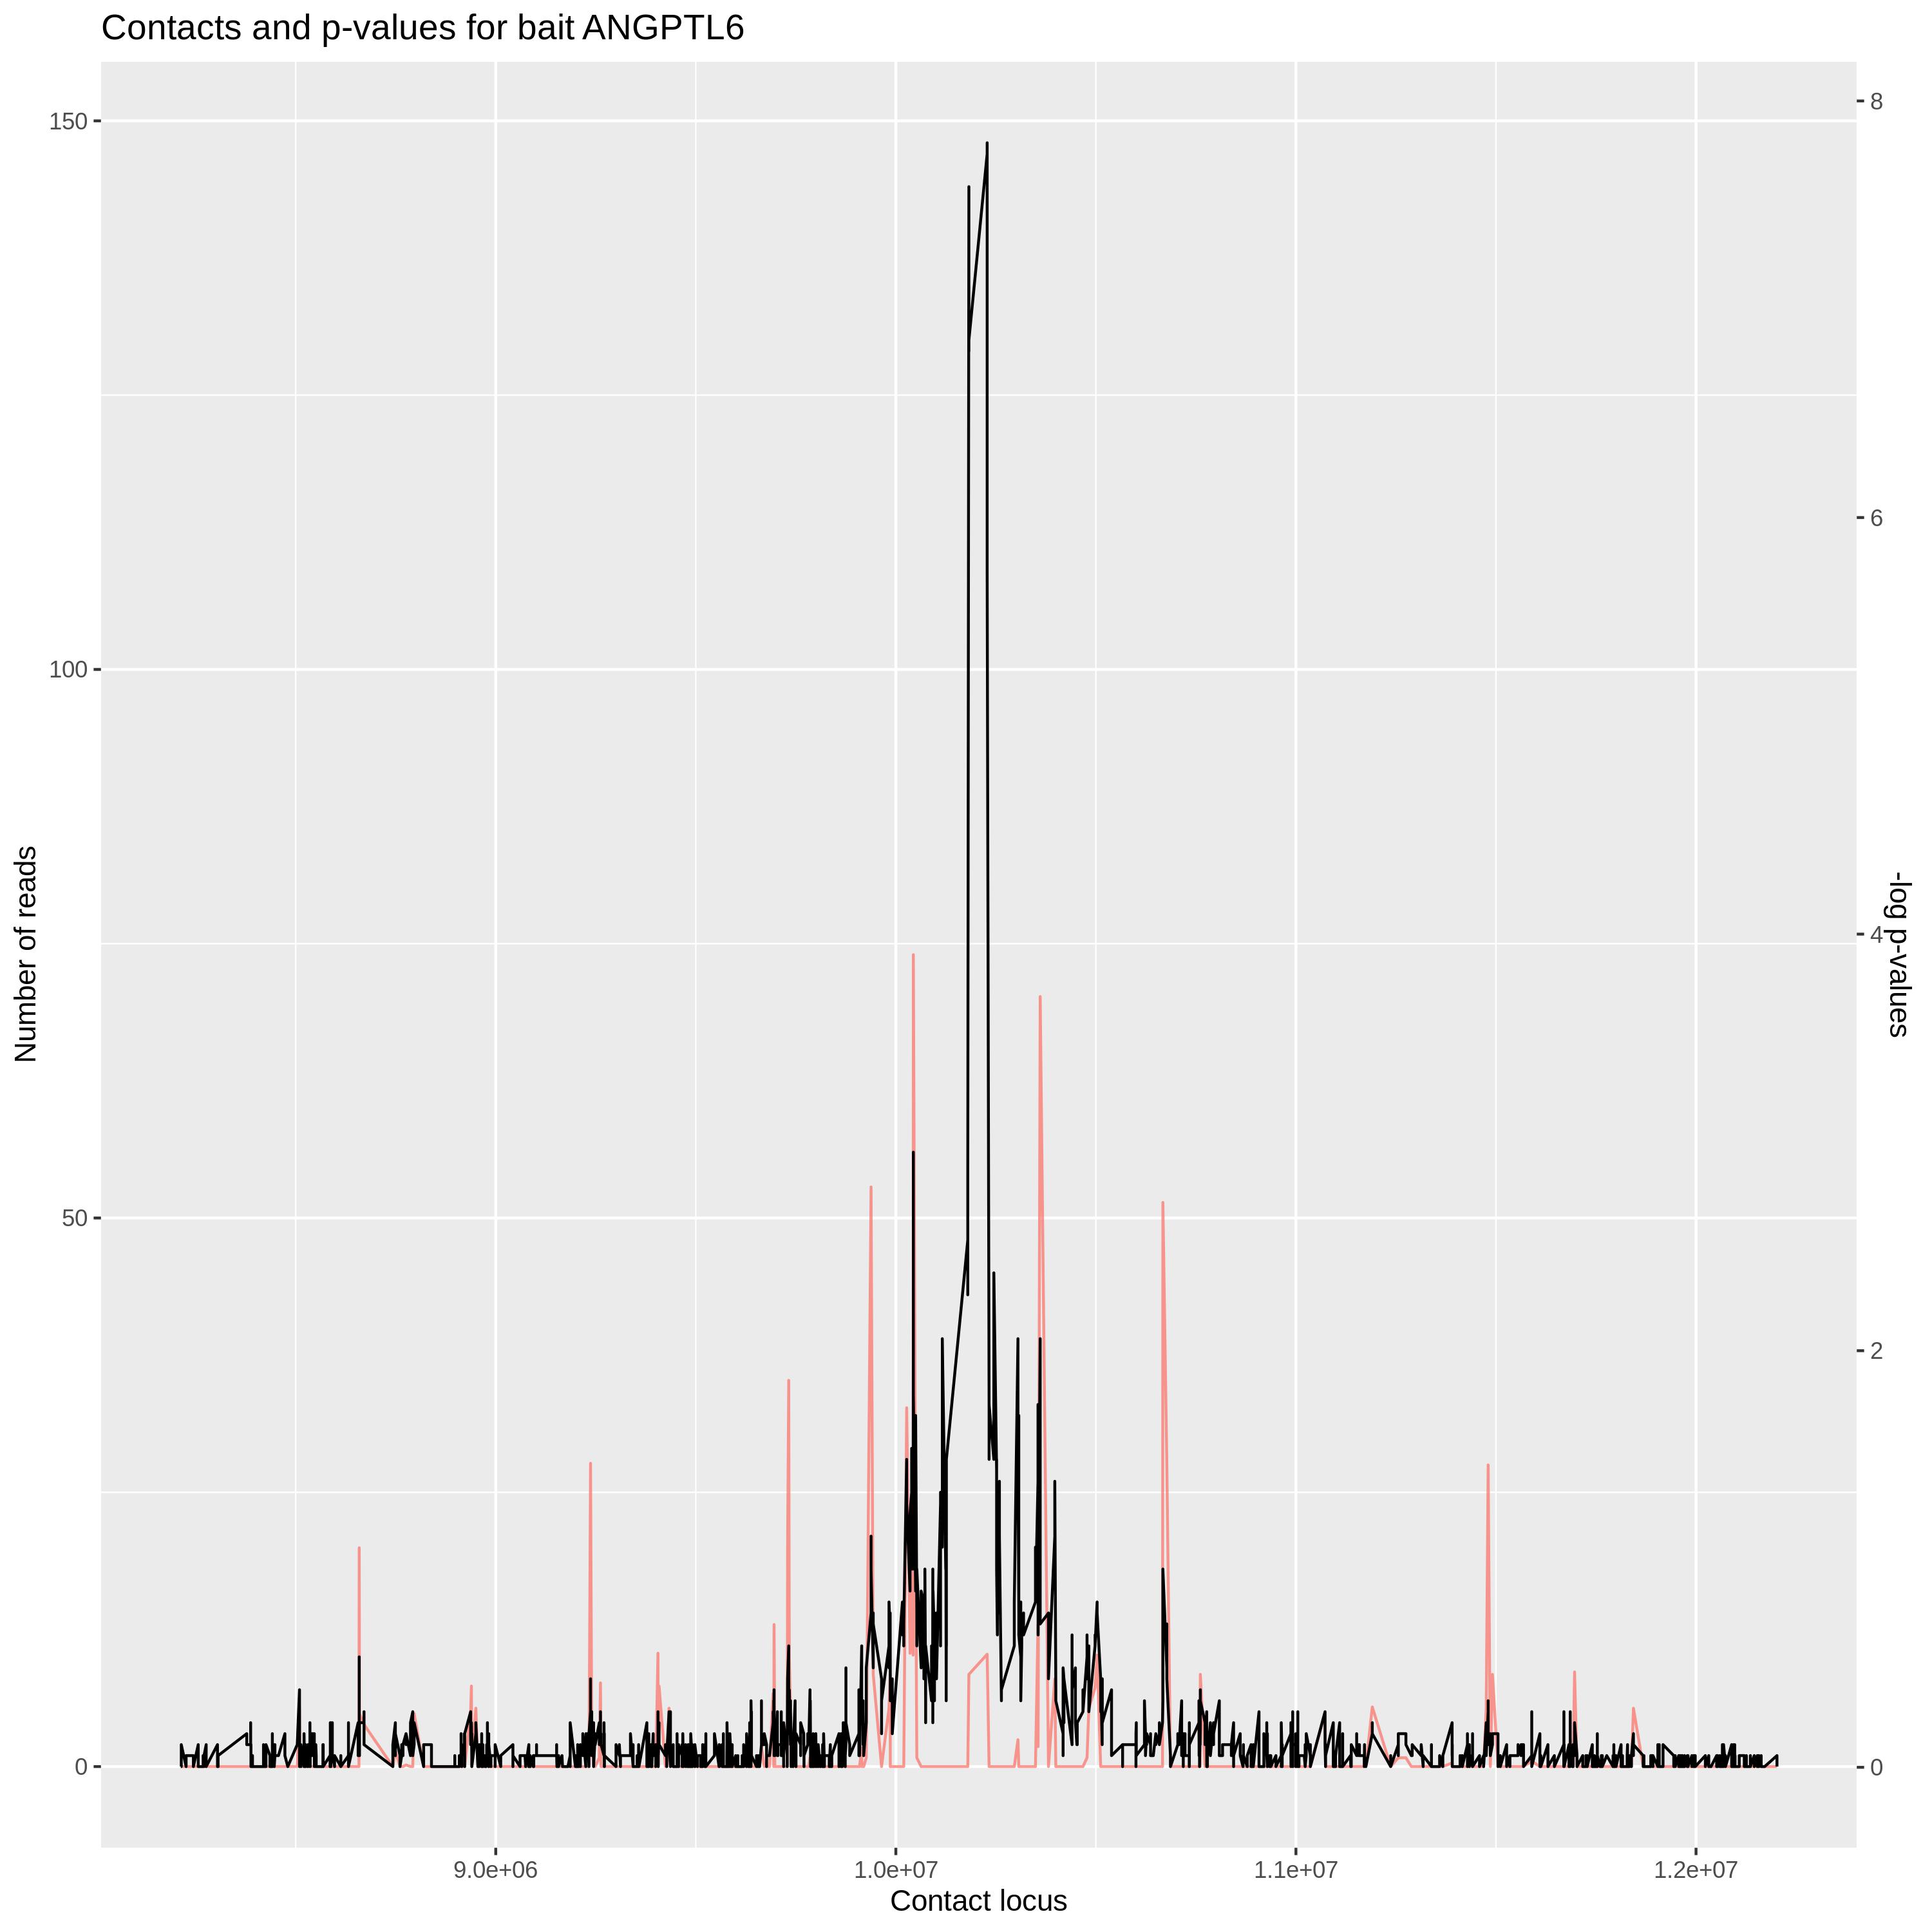 Contacts and p-values for bait ANGPTL6
150
100
50
0
Number of reads
8
6
4
2
0
-log p-values
9.0e+06
1.0e+07
1.1e+07
1.2e+07
Contact locus